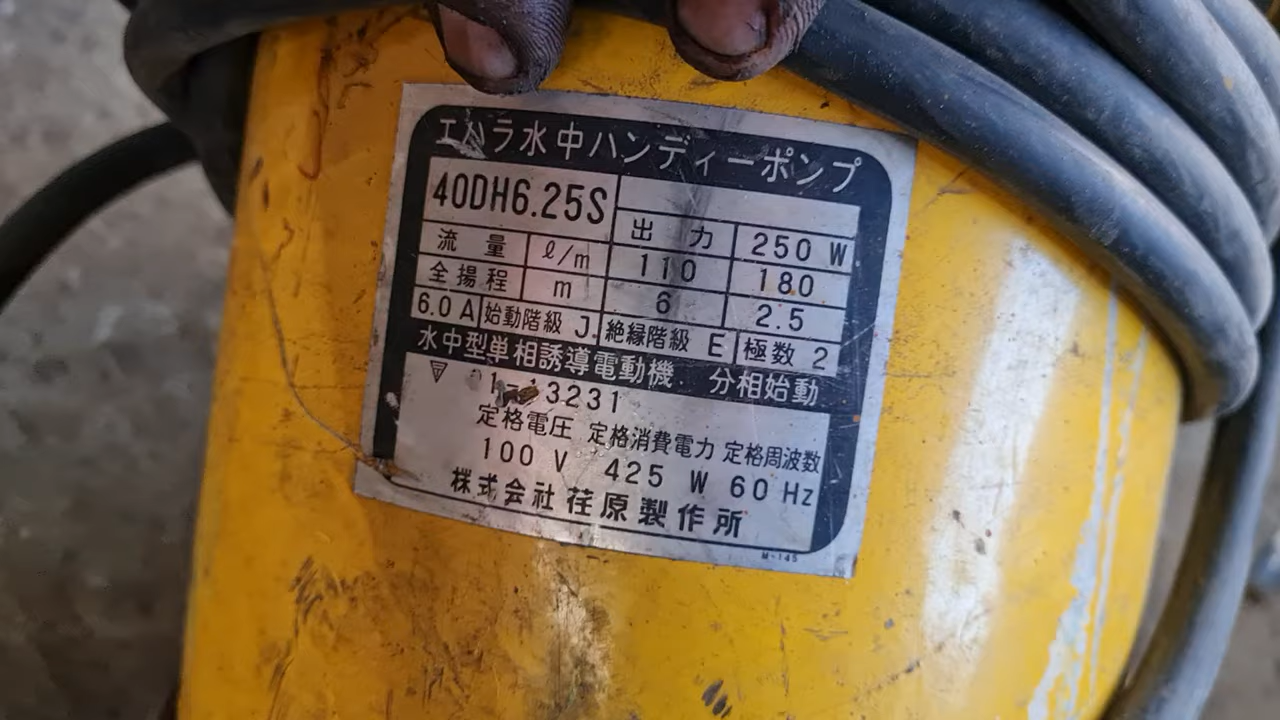 エハラ水中ハンディーポンプ
40DH6.25S
出力 250 W
流量 ℓ/m 110 180
全揚程 m 6 2.5
6.0 A 始動階級 J. 絶縁階級 E 極数 2
水中型単相誘導電動機 分相始動
3231
定格電圧 定格消費電力 定格周波数
100 V 425 W 60 Hz
株式会社 荏原製作所
M-145